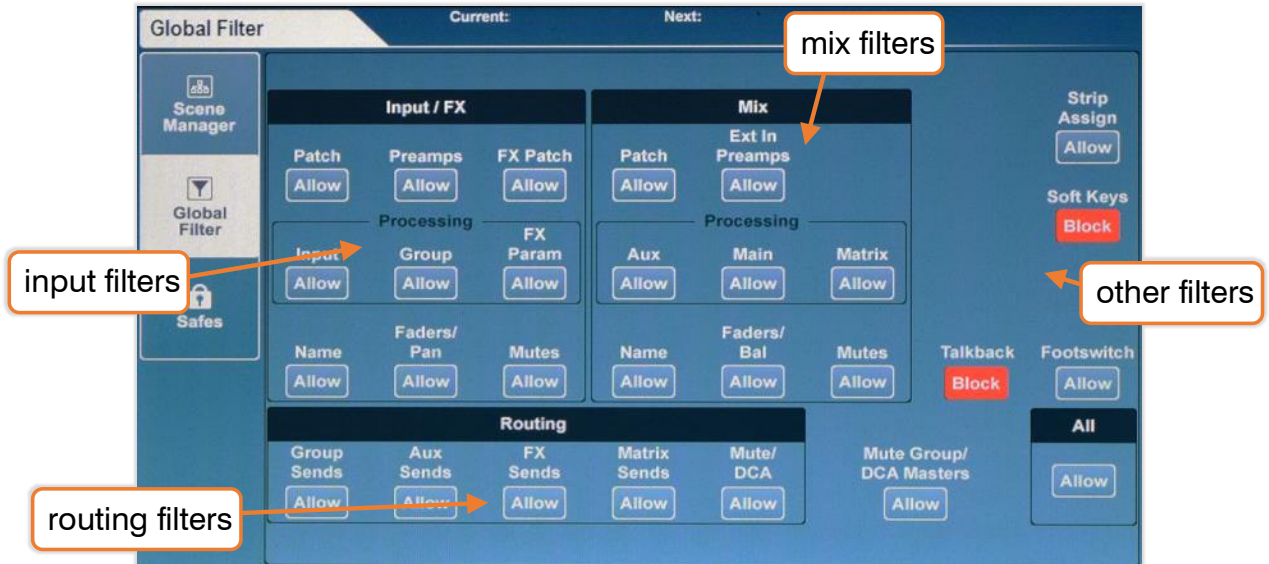 Global Filter
Current:
Next:
mix filters
Scene
Manager
Global
Filter
Safes
input filters
Input / FX
Patch
Preamps
FX Patch
Allow
Allow
Allow
Processing
Input
Group
FX
Param
Allow
Allow
Allow
Name
Faders/
Pan
Mutes
Allow
Allow
Allow
Mix
Patch
Ext In
Preamps
Allow
Allow
Processing
Aux
Main
Matrix
Allow
Allow
Allow
Name
Faders/
Bal
Mutes
Allow
Allow
Allow
Strip
Assign
Allow
Soft Keys
Block
other filters
Talkback
Block
Footswitch
Allow
Routing
Group
Sends
Aux
Sends
FX
Sends
Matrix
Sends
Mute/
DCA
Allow
Allow
Allow
Allow
Allow
routing filters
Mute Group/
DCA Masters
Allow
All
Allow